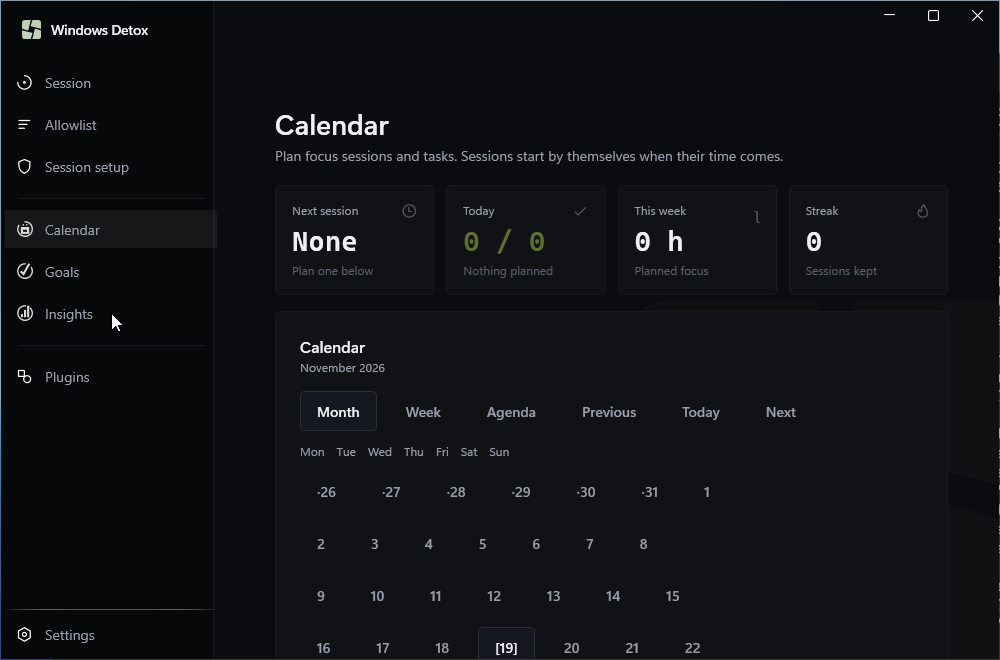 Windows Detox
Session
Allowlist
Session setup
Calendar
Goals
Insights
Plugins
Settings
Calendar
Plan focus sessions and tasks. Sessions start by themselves when their time comes.
Next session
None
Plan one below
Today
0 / 0
Nothing planned
This week
0 h
Planned focus
Streak
0
Sessions kept
Calendar
November 2026
Month Week Agenda Previous Today Next
Mon Tue Wed Thu Fri Sat Sun
·26 ·27 ·28 ·29 ·30 ·31 1
2 3 4 5 6 7 8
9 10 11 12 13 14 15
16 17 18 [19] 20 21 22